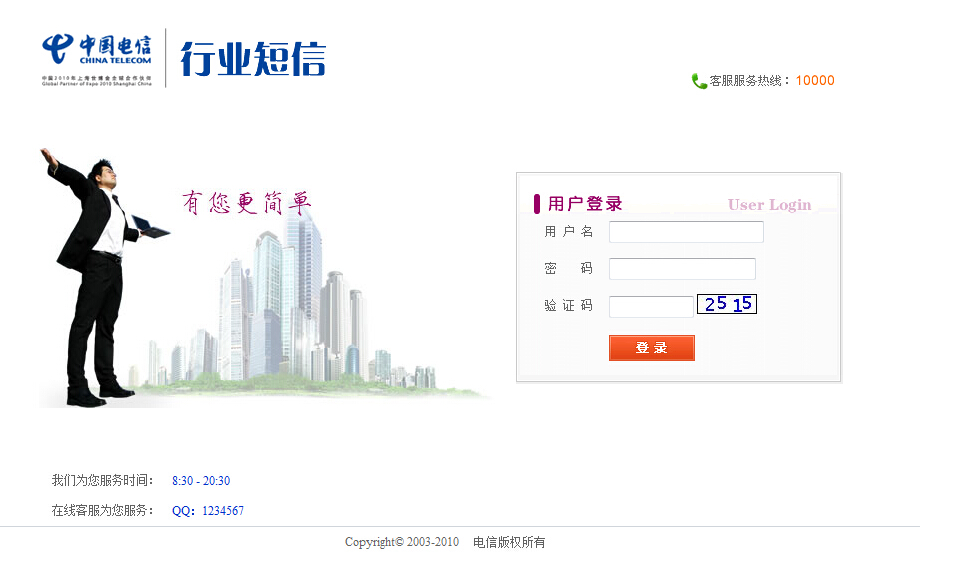 中国电信
CHINA TELECOM
中国2010年上海世博会全球合作伙伴
Global Partner of Expo 2010 Shanghai China
行业短信
客服服务热线：10000
有您更简单
用户登录
User Login
用户名
密码
验证码
2515
登录
我们为您服务时间： 8:30 - 20:30
在线客服为您服务： QQ：1234567
Copyright© 2003-2010 电信版权所有